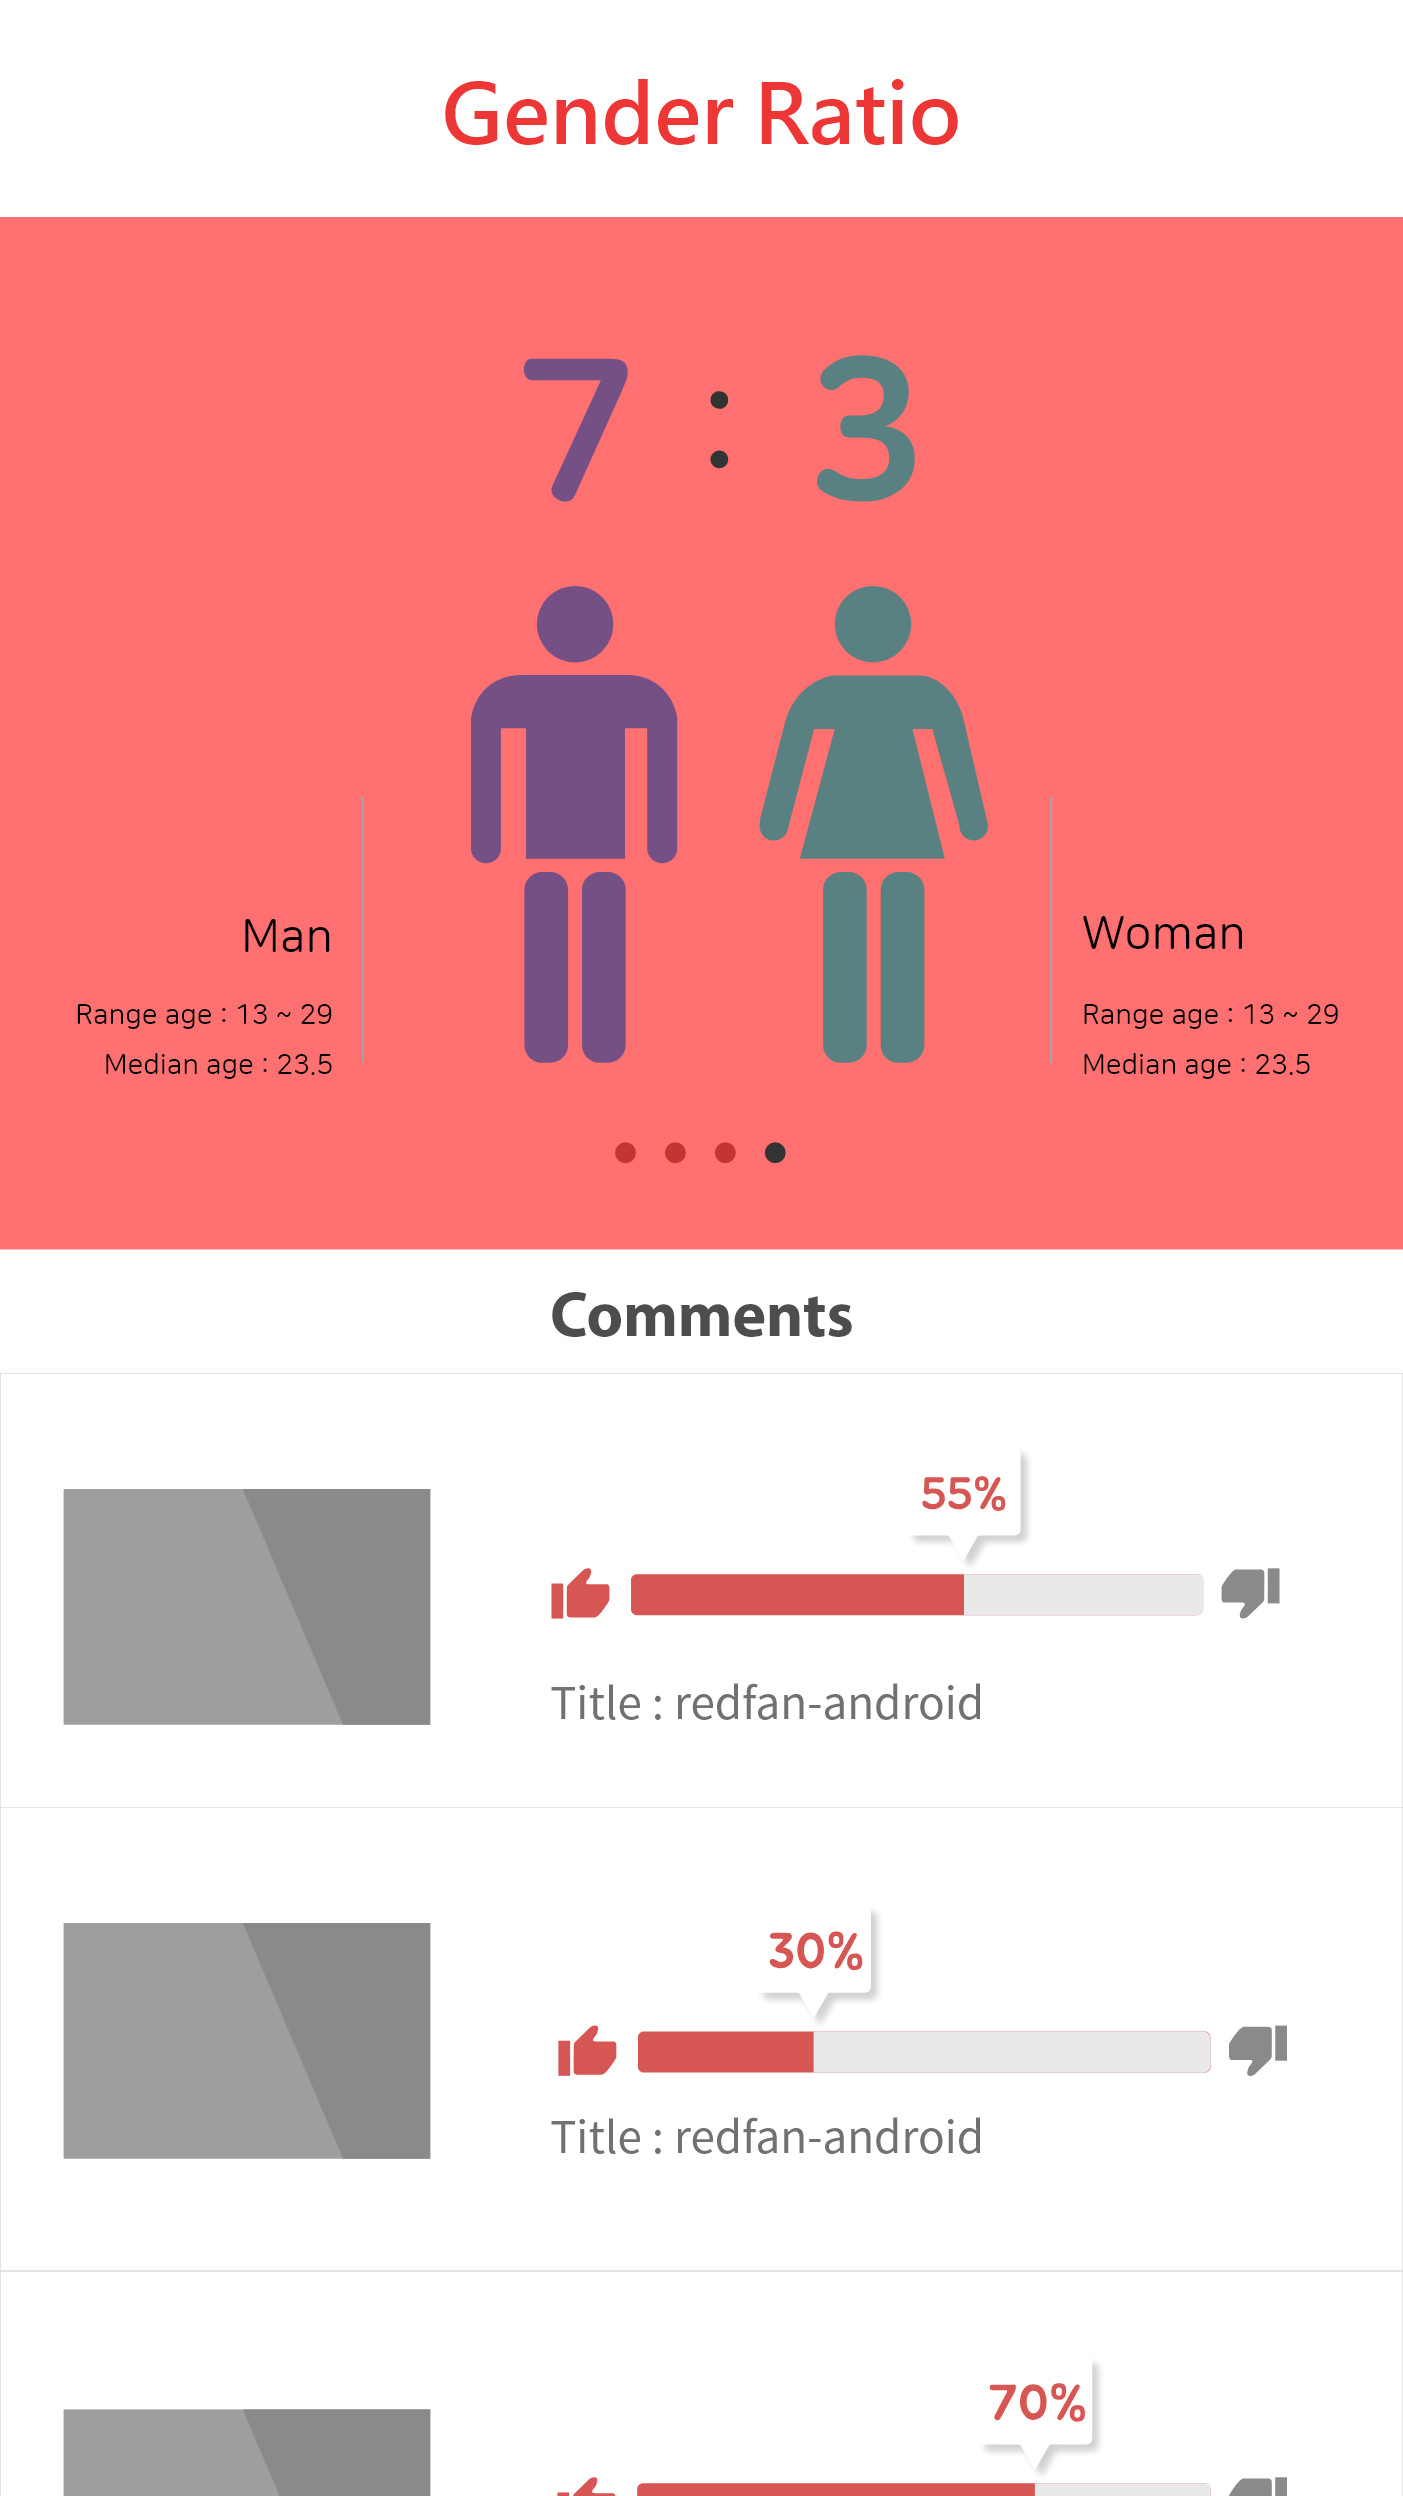 Gender Ratio
7 : 3
Man
Range age : 13 ~ 29
Median age : 23.5
Woman
Range age : 13 ~ 29
Median age : 23.5
Comments
55%
Title : redfan-android
30%
Title : redfan-android
70%